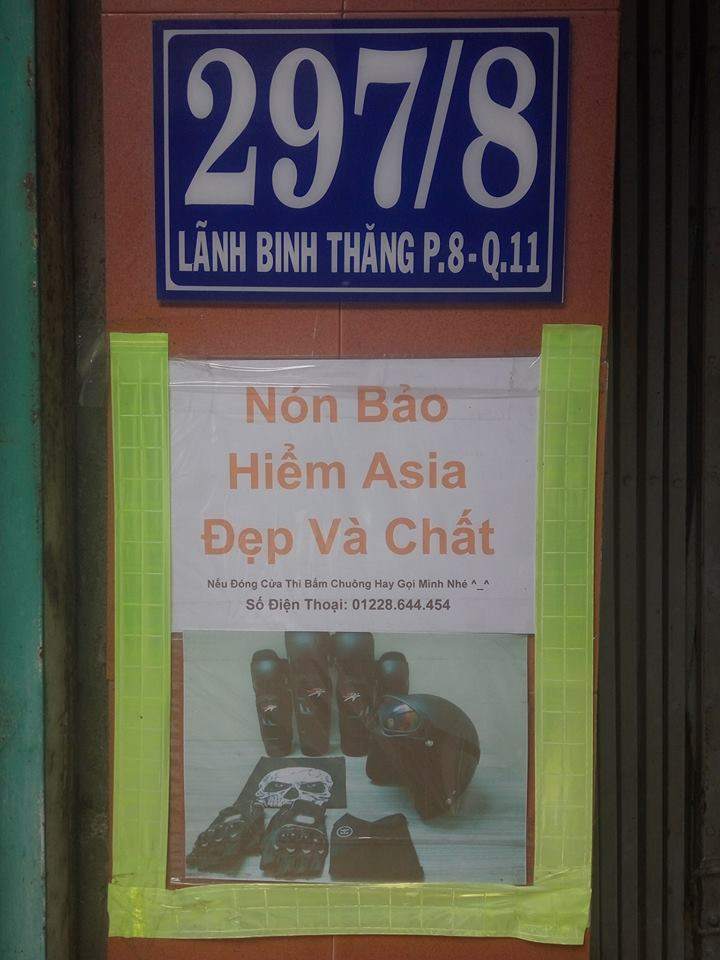 297/8
LÃNH BINH THĂNG P.8 - Q.11
Nón Bảo
Hiểm Asia
Đẹp Và Chất
Nếu Đóng Cửa Thì Bấm Chuông Hay Gọi Mình Nhé ^_^
Số Điện Thoại: 01228.644.454